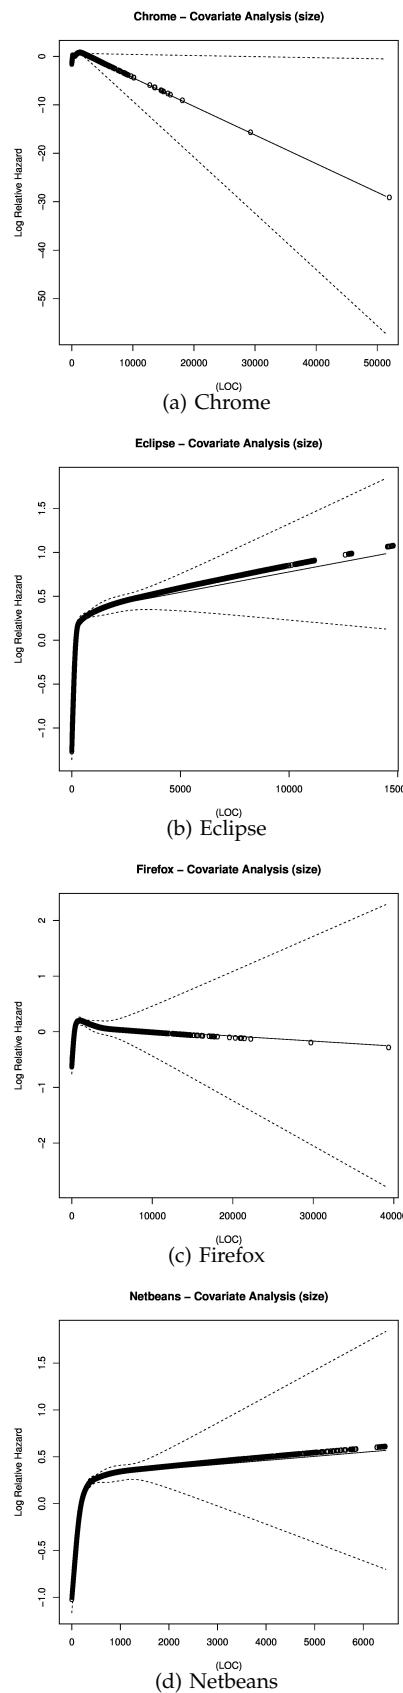 Chrome – Covariate Analysis (size)
Log Relative Hazard
0
-10
-20
-30
-40
-50
0 10000 20000 30000 40000 50000
(LOC)
(a) Chrome
Eclipse – Covariate Analysis (size)
Log Relative Hazard
1.5
1.0
0.5
0.0
-0.5
-1.0
0 5000 10000 1500
(LOC)
(b) Eclipse
Firefox – Covariate Analysis (size)
Log Relative Hazard
2
1
0
-1
-2
0 10000 20000 30000 4000
(LOC)
(c) Firefox
Netbeans – Covariate Analysis (size)
Log Relative Hazard
1.5
1.0
0.5
0.0
-0.5
-1.0
0 1000 2000 3000 4000 5000 6000
(LOC)
(d) Netbeans